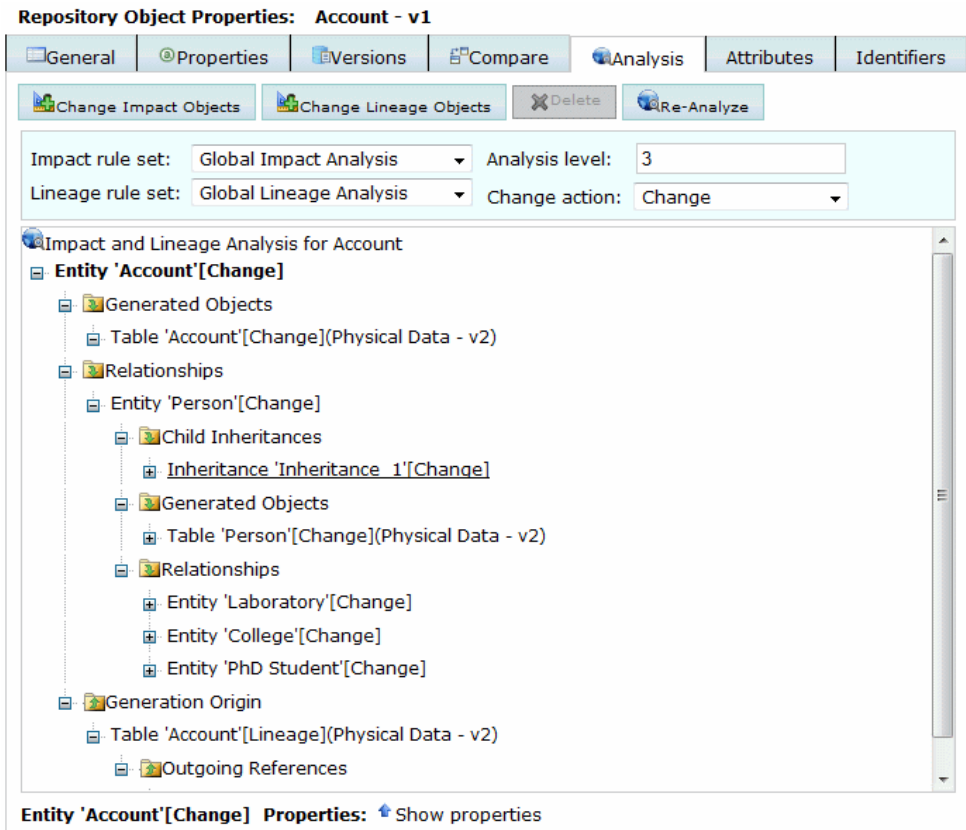 Repository Object Properties: Account - v1
General Properties Versions Compare Analysis Attributes Identifiers
Change Impact Objects Change Lineage Objects Delete Re-Analyze
Impact rule set: Global Impact Analysis Analysis level: 3
Lineage rule set: Global Lineage Analysis Change action: Change
Impact and Lineage Analysis for Account
Entity 'Account'[Change]
Generated Objects
Table 'Account'[Change](Physical Data - v2)
Relationships
Entity 'Person'[Change]
Child Inheritances
Inheritance 'Inheritance_1'[Change]
Generated Objects
Table 'Person'[Change](Physical Data - v2)
Relationships
Entity 'Laboratory'[Change]
Entity 'College'[Change]
Entity 'PhD Student'[Change]
Generation Origin
Table 'Account'[Lineage](Physical Data - v2)
Outgoing References
Entity 'Account'[Change] Properties: Show properties